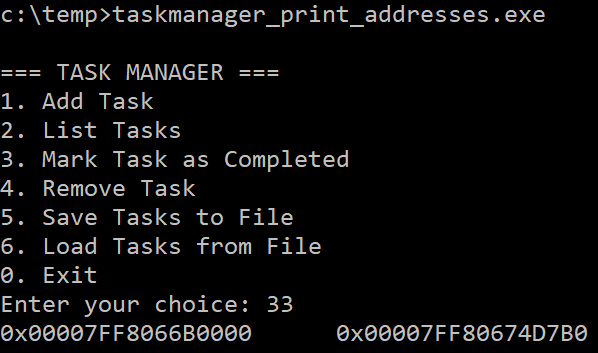 c:\temp>taskmanager_print_addresses.exe
=== TASK MANAGER ===
1. Add Task
2. List Tasks
3. Mark Task as Completed
4. Remove Task
5. Save Tasks to File
6. Load Tasks from File
0. Exit
Enter your choice: 33
0x00007FF8066B0000      0x00007FF80674D7B0